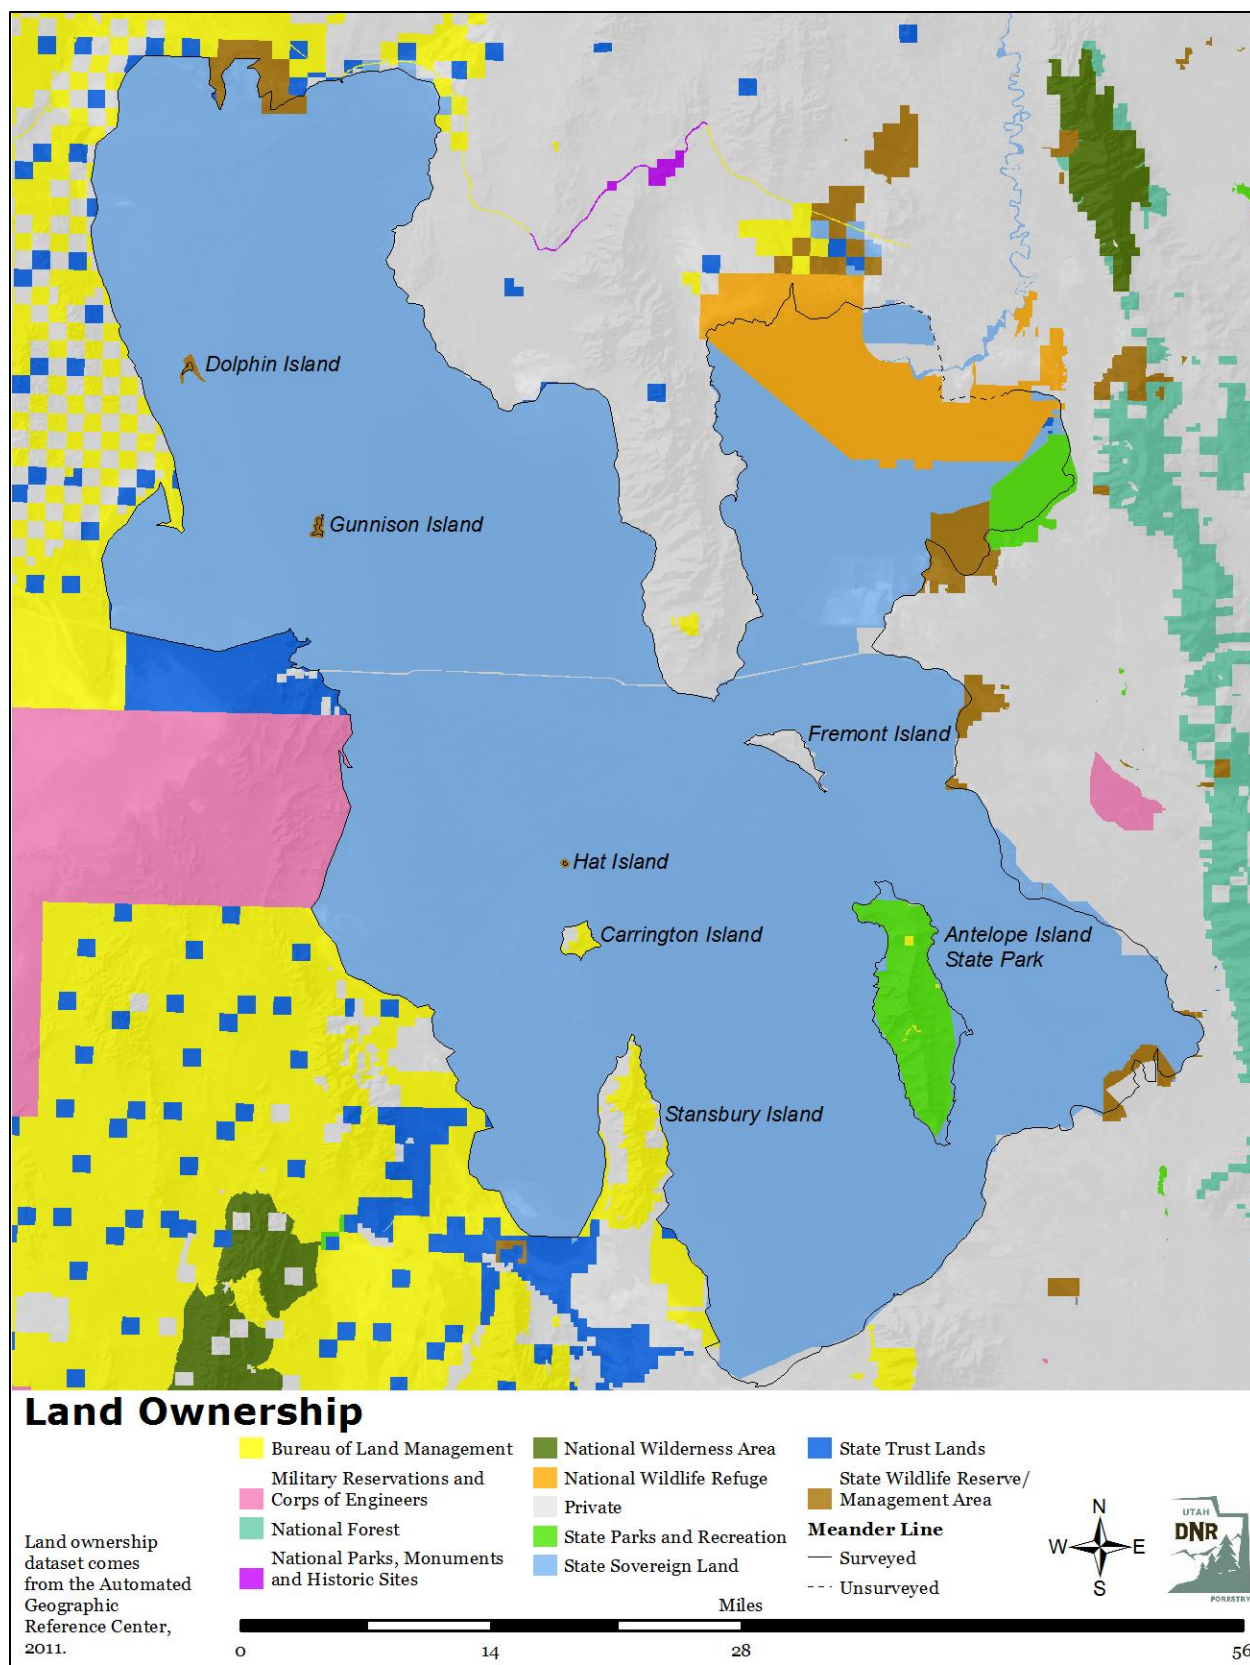 Dolphin Island
Gunnison Island
Fremont Island
Hat Island
Carrington Island
Antelope Island
State Park
Stansbury Island
Land Ownership
Land ownership
dataset comes
from the Automated
Geographic
Reference Center,
2011.
Bureau of Land Management
Military Reservations and
Corps of Engineers
National Forest
National Parks, Monuments
and Historic Sites
National Wilderness Area
National Wildlife Refuge
Private
State Parks and Recreation
State Sovereign Land
State Trust Lands
State Wildlife Reserve/
Management Area
Meander Line
Surveyed
Unsurveyed
N
W E
S
UTAH
DNR
FORESTRY
Miles
0 14 28 56